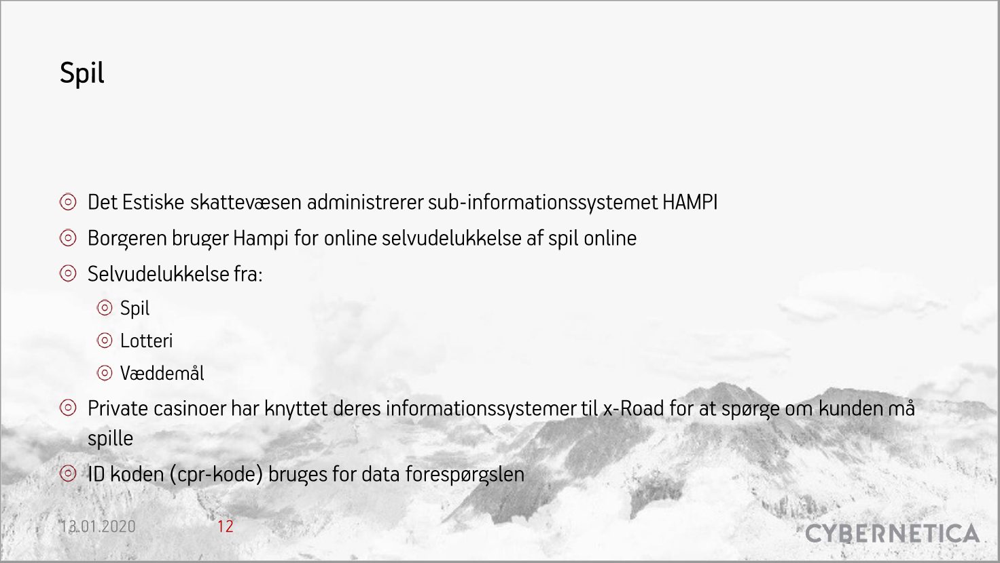 Spil
Det Estiske skattevæsen administrerer sub-informationssystemet HAMPI
Borgeren bruger Hampi for online selvudelukkelse af spil online
Selvudelukkelse fra:
Spil
Lotteri
Væddemål
Private casinoer har knyttet deres informationssystemer til x-Road for at spørge om kunden må
spille
ID koden (cpr-kode) bruges for data forespørgslen
13.01.2020
12
CYBERNETICA